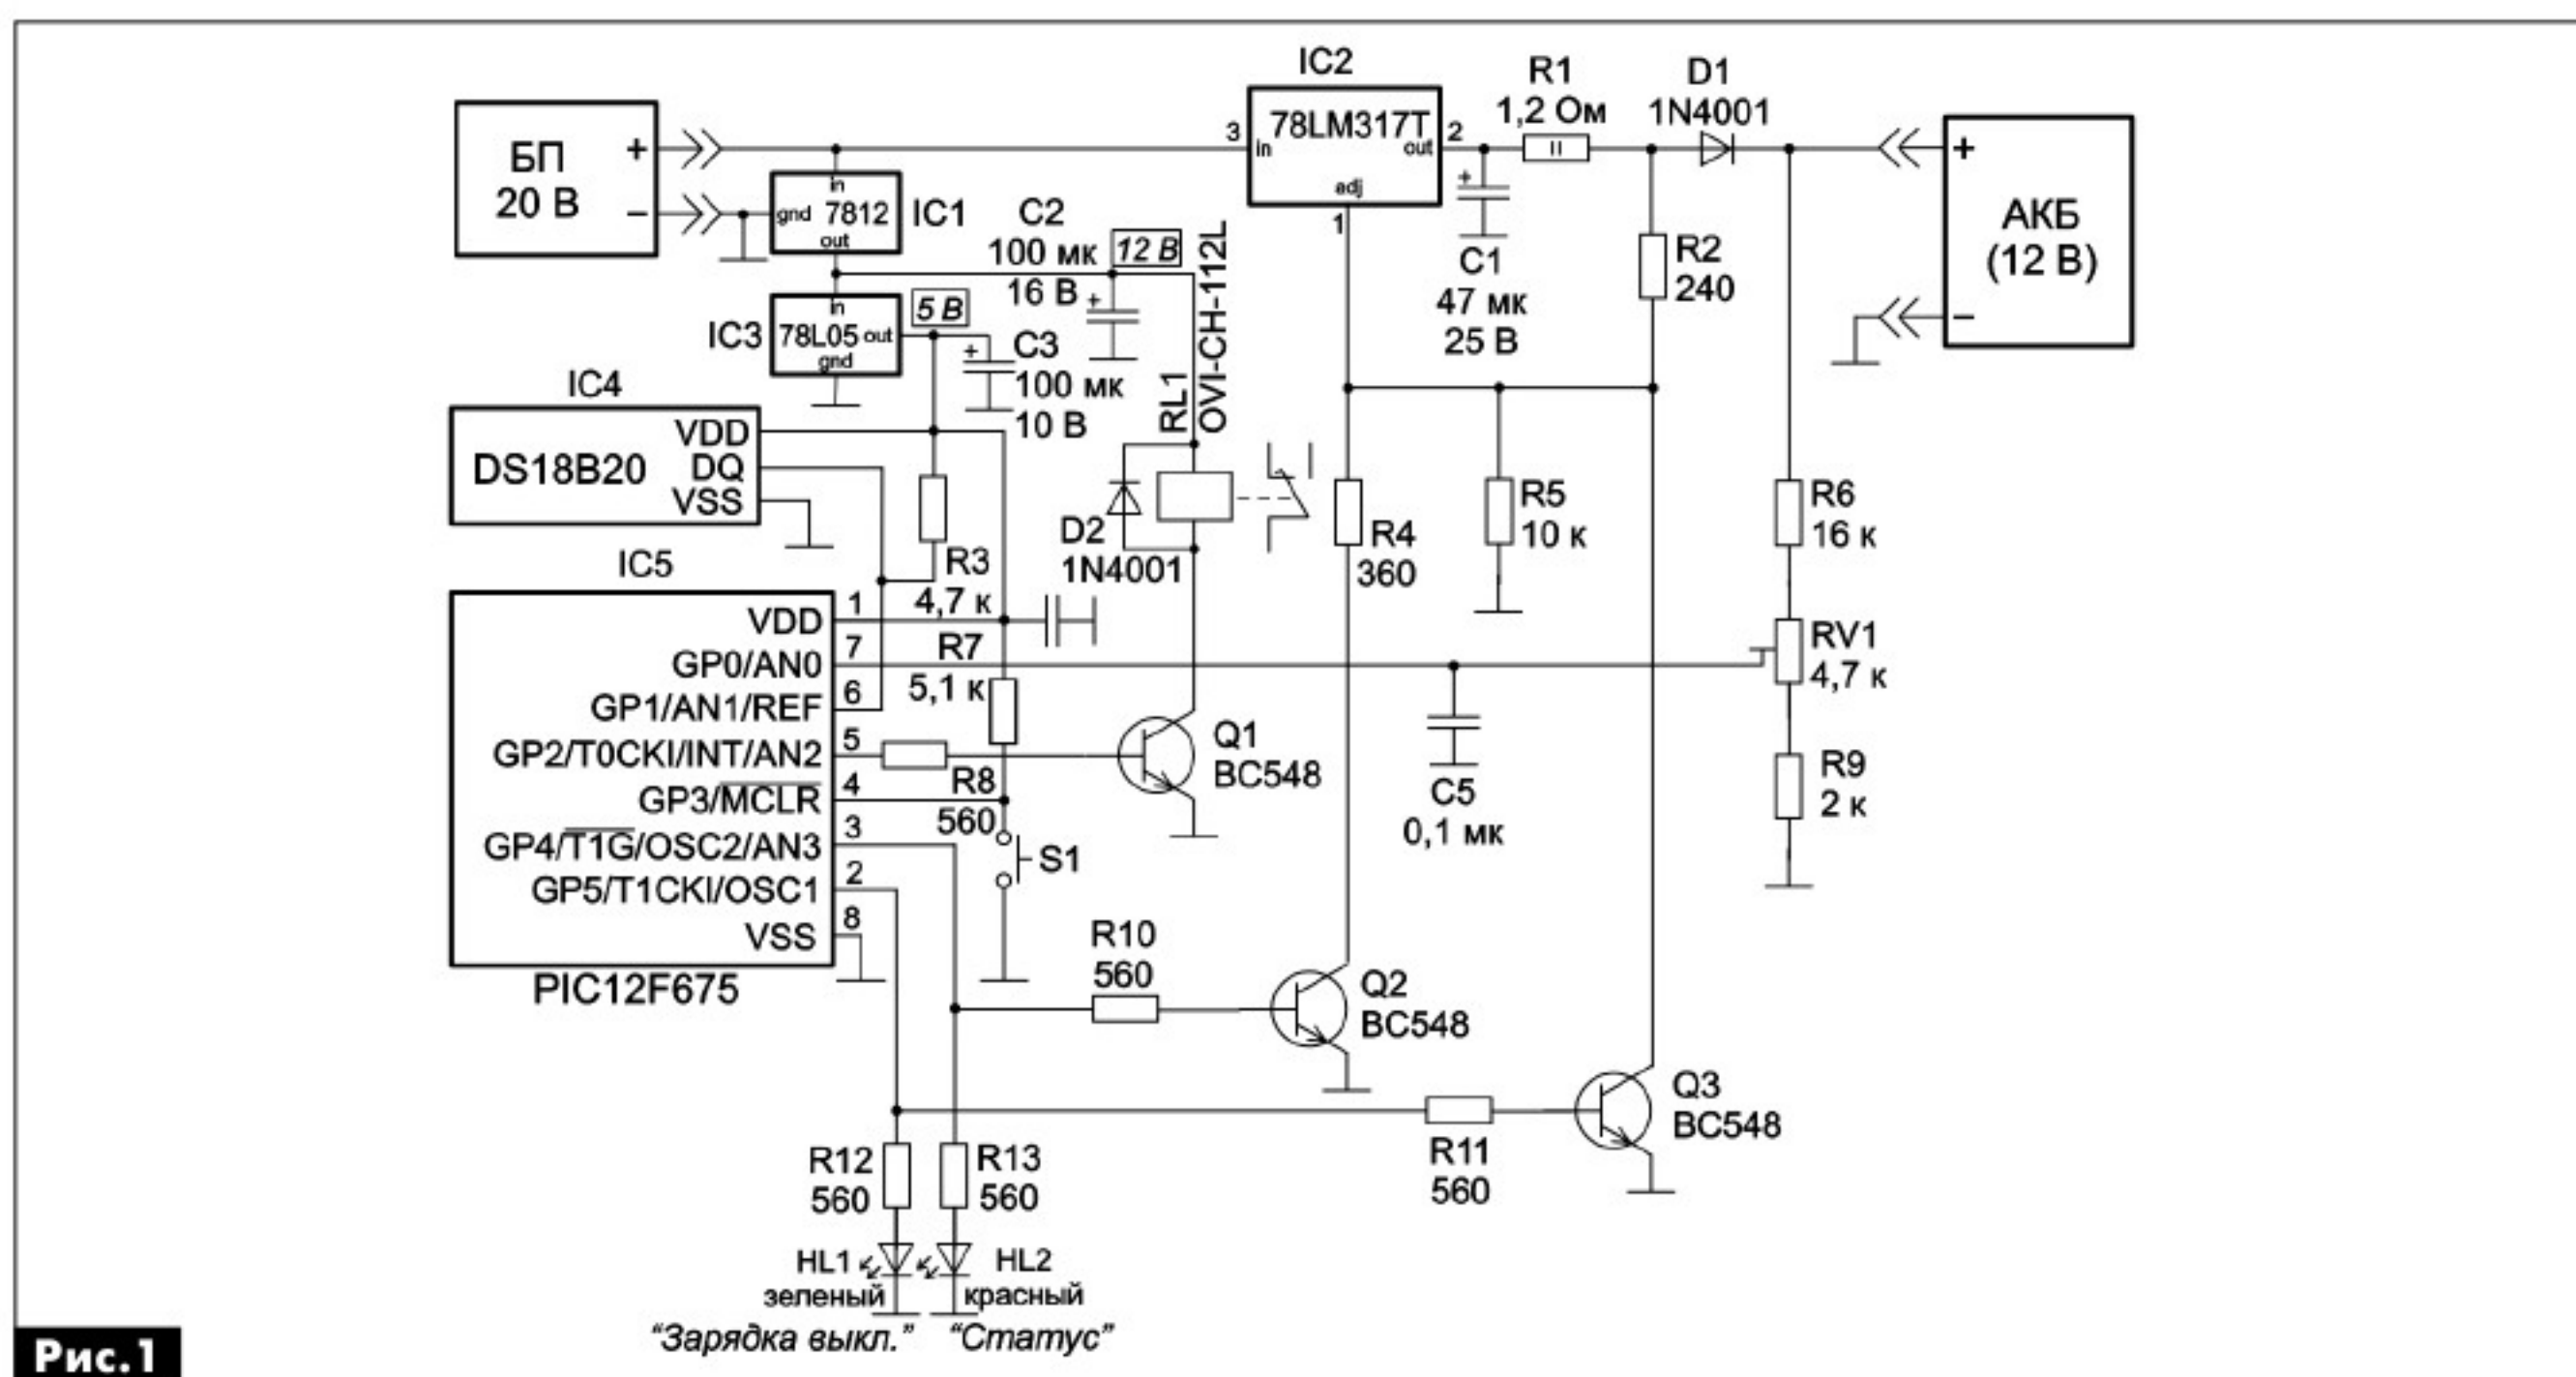 БП
20 В
+
−
in
gnd 7812
out
IC1
in
78L05 out
gnd
IC3
5 В
C2
100 мк
16 В
+
12 В
+
C3
100 мк
10 В
RL1
OVI-CH-112L
IC2
78LM317T
3
in
2
out
adj
1
R1
1,2 Ом
D1
1N4001
+
C1
47 мк
25 В
R2
240
+
АКБ
(12 В)
−
IC4
DS18B20
VDD
DQ
VSS
R3
4,7 к
D2
1N4001
R4
360
R5
10 к
R6
16 к
RV1
4,7 к
R9
2 к
IC5
VDD 1
GP0/AN0 7
GP1/AN1/REF 6
GP2/T0CKI/INT/AN2 5
GP3/MCLR 4
GP4/T1G/OSC2/AN3 3
GP5/T1CKI/OSC1 2
VSS 8
PIC12F675
R7
5,1 к
R8
560
S1
Q1
BC548
C5
0,1 мк
R10
560
Q2
BC548
R11
560
Q3
BC548
R12
560
R13
560
HL1
зеленый
HL2
красный
“Зарядка выкл.” “Статус”
Рис.1